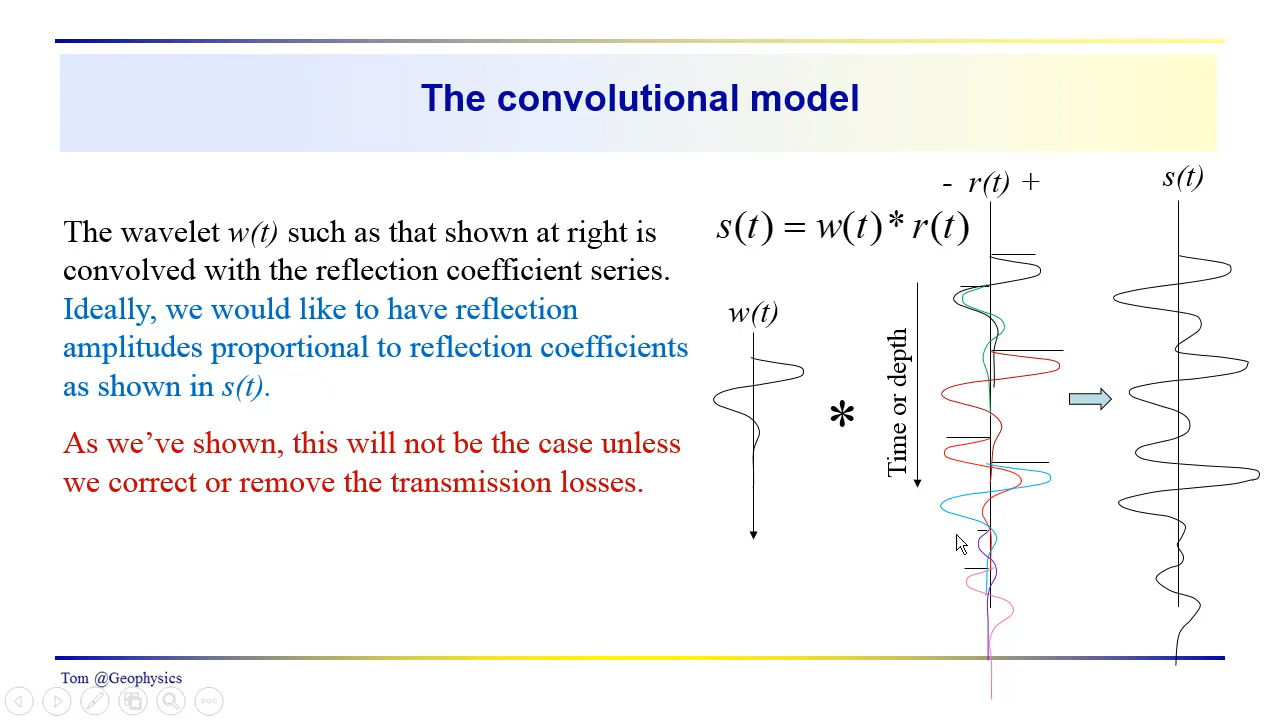 The convolutional model
- r(t) +
s(t)
s(t) = w(t) * r(t)
The wavelet w(t) such as that shown at right is
convolved with the reflection coefficient series.
Ideally, we would like to have reflection
amplitudes proportional to reflection coefficients
as shown in s(t).
As we’ve shown, this will not be the case unless
we correct or remove the transmission losses.
w(t)
*
Time or depth
Tom @Geophysics